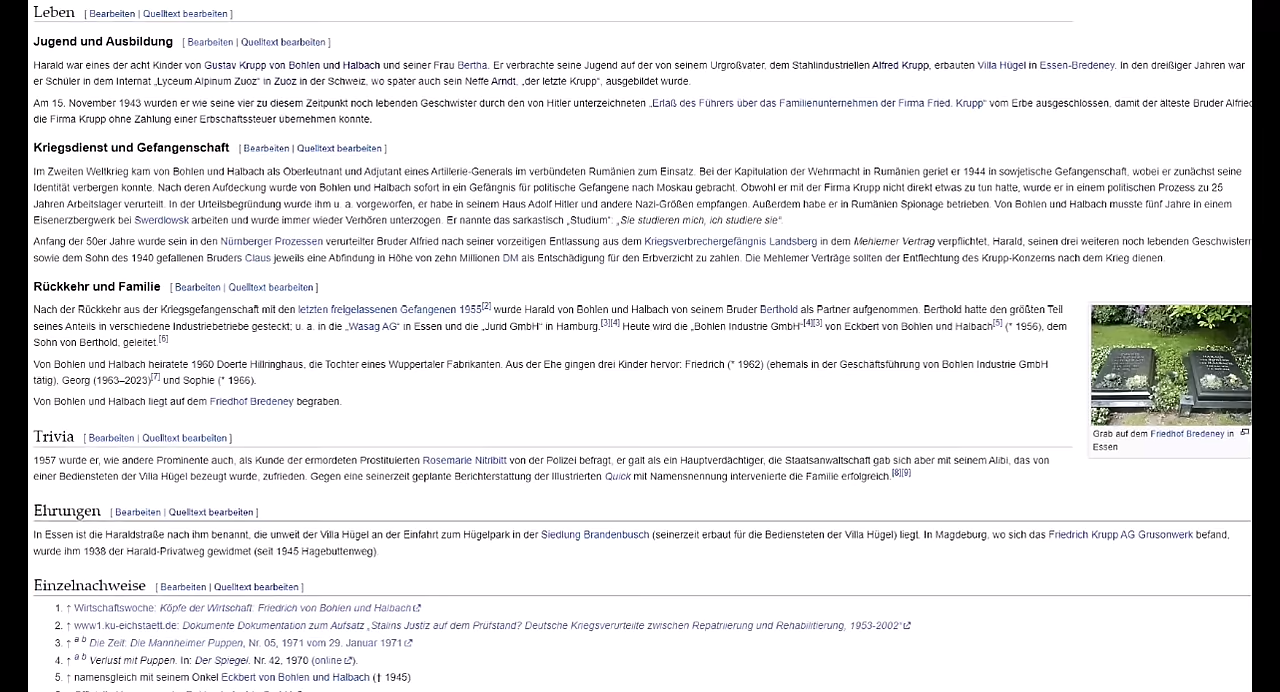 Leben [ Bearbeiten | Quelltext bearbeiten ]
Jugend und Ausbildung [ Bearbeiten | Quelltext bearbeiten ]
Harald war eines der acht Kinder von Gustav Krupp von Bohlen und Halbach und seiner Frau Bertha. Er verbrachte seine Jugend auf der von seinem Urgroßvater, dem Stahlindustriellen Alfred Krupp, erbauten Villa Hügel in Essen-Bredeney. In den dreißiger Jahren war
er Schüler in dem Internat „Lyceum Alpinum Zuoz“ in Zuoz in der Schweiz, wo später auch sein Neffe Arndt, „der letzte Krupp“, ausgebildet wurde.
Am 15. November 1943 wurden er wie seine vier zu diesem Zeitpunkt noch lebenden Geschwister durch den von Hitler unterzeichneten „Erlaß des Führers über das Familienunternehmen der Firma Fried. Krupp“ vom Erbe ausgeschlossen, damit der älteste Bruder Alfried
die Firma Krupp ohne Zahlung einer Erbschaftssteuer übernehmen konnte.
Kriegsdienst und Gefangenschaft [ Bearbeiten | Quelltext bearbeiten ]
Im Zweiten Weltkrieg kam von Bohlen und Halbach als Oberleutnant und Adjutant eines Artillerie-Generals im verbündeten Rumänien zum Einsatz. Bei der Kapitulation der Wehrmacht in Rumänien geriet er 1944 in sowjetische Gefangenschaft, wobei er zunächst seine
Identität verbergen konnte. Nach deren Aufdeckung wurde von Bohlen und Halbach sofort in ein Gefängnis für politische Gefangene nach Moskau gebracht. Obwohl er mit der Firma Krupp nicht direkt etwas zu tun hatte, wurde er in einem politischen Prozess zu 25
Jahren Arbeitslager verurteilt. In der Urteilsbegründung wurde ihm u. a. vorgeworfen, er habe in seinem Haus Adolf Hitler und andere Nazi-Größen empfangen. Außerdem habe er in Rumänien Spionage betrieben. Von Bohlen und Halbach musste fünf Jahre in einem
Eisenerzbergwerk bei Swerdlowsk arbeiten und wurde immer wieder Verhören unterzogen. Er nannte das sarkastisch „Studium“: „Sie studieren mich, ich studiere sie“.
Anfang der 50er Jahre wurde sein in den Nürnberger Prozessen verurteilter Bruder Alfried nach seiner vorzeitigen Entlassung aus dem Kriegsverbrechergefängnis Landsberg in dem Mehlemer Vertrag verpflichtet, Harald, seinen drei weiteren noch lebenden Geschwistern
sowie dem Sohn des 1940 gefallenen Bruders Claus jeweils eine Abfindung in Höhe von zehn Millionen DM als Entschädigung für den Erbverzicht zu zahlen. Die Mehlemer Verträge sollten der Entflechtung des Krupp-Konzerns nach dem Krieg dienen.
Rückkehr und Familie [ Bearbeiten | Quelltext bearbeiten ]
Nach der Rückkehr aus der Kriegsgefangenschaft mit den letzten freigelassenen Gefangenen 1955[2] wurde Harald von Bohlen und Halbach von seinem Bruder Berthold als Partner aufgenommen. Berthold hatte den größten Teil
seines Anteils in verschiedene Industriebetriebe gesteckt; u. a. in die „Wasag AG“ in Essen und die „Jurid GmbH“ in Hamburg.[3][4] Heute wird die „Bohlen Industrie GmbH“[4][3] von Eckbert von Bohlen und Halbach[5] (* 1956), dem
Sohn von Berthold, geleitet.[6]
Von Bohlen und Halbach heiratete 1960 Doerte Hillringhaus, die Tochter eines Wuppertaler Fabrikanten. Aus der Ehe gingen drei Kinder hervor: Friedrich (* 1962) (ehemals in der Geschäftsführung von Bohlen Industrie GmbH
tätig), Georg (1963–2023)[7] und Sophie (* 1966).
Von Bohlen und Halbach liegt auf dem Friedhof Bredeney begraben.
Grab auf dem Friedhof Bredeney in
Essen
Trivia [ Bearbeiten | Quelltext bearbeiten ]
1957 wurde er, wie andere Prominente auch, als Kunde der ermordeten Prostituierten Rosemarie Nitribitt von der Polizei befragt, er galt als ein Hauptverdächtiger, die Staatsanwaltschaft gab sich aber mit seinem Alibi, das von
einer Bediensteten der Villa Hügel bezeugt wurde, zufrieden. Gegen eine seinerzeit geplante Berichterstattung der Illustrierten Quick mit Namensnennung intervenierte die Familie erfolgreich.[8][9]
Ehrungen [ Bearbeiten | Quelltext bearbeiten ]
In Essen ist die Haraldstraße nach ihm benannt, die unweit der Villa Hügel an der Einfahrt zum Hügelpark in der Siedlung Brandenbusch (seinerzeit erbaut für die Bediensteten der Villa Hügel) liegt. In Magdeburg, wo sich das Friedrich Krupp AG Grusonwerk befand,
wurde ihm 1938 der Harald-Privatweg gewidmet (seit 1945 Hagebuttenweg).
Einzelnachweise [ Bearbeiten | Quelltext bearbeiten ]
1. ↑ Wirtschaftswoche: Köpfe der Wirtschaft. Friedrich von Bohlen und Halbach
2. ↑ www1.ku-eichstaett.de: Dokumente Dokumentation zum Aufsatz „Stalins Justiz auf dem Prüfstand? Deutsche Kriegsverurteilte zwischen Repatriierung und Rehabilitierung, 1953-2002“
3. ↑ a b Die Zeit: Die Mannheimer Puppen, Nr. 05, 1971 vom 29. Januar 1971
4. ↑ a b Verlust mit Puppen. In: Der Spiegel. Nr. 42, 1970 (online).
5. ↑ namensgleich mit seinem Onkel Eckbert von Bohlen und Halbach († 1945)